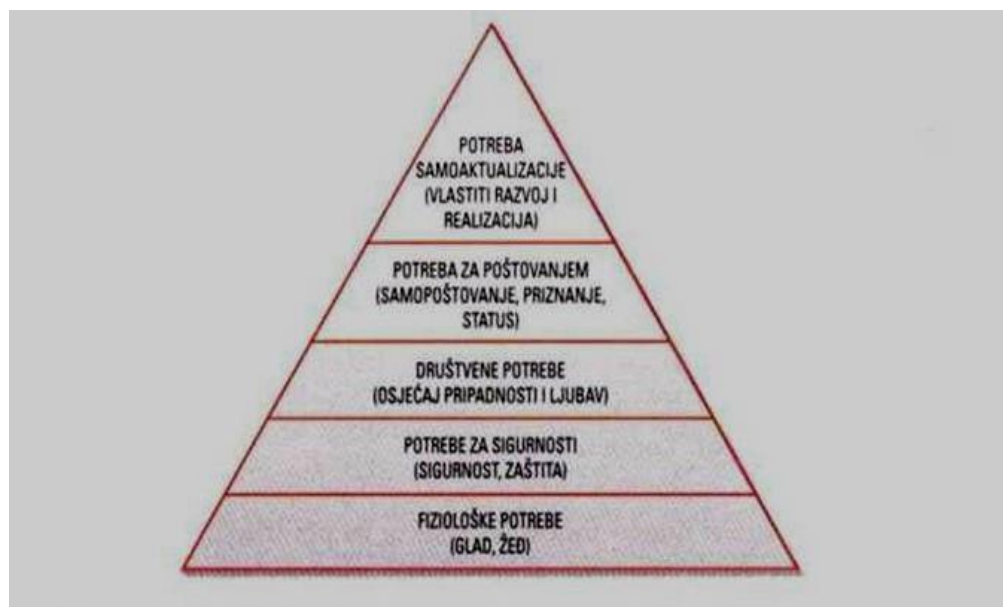 POTREBA
SAMOAKTUALIZACIJE
(VLASTITI RAZVOJ I
REALIZACIJA)
POTREBA ZA POŠTOVANJEM
(SAMOPOŠTOVANJE, PRIZNANJE,
STATUS)
DRUŠTVENE POTREBE
(OSJEĆAJ PRIPADNOSTI I LJUBAV)
POTREBE ZA SIGURNOSTI
(SIGURNOST, ZAŠTITA)
FIZIOLOŠKE POTREBE
(GLAD, ŽEĐ)